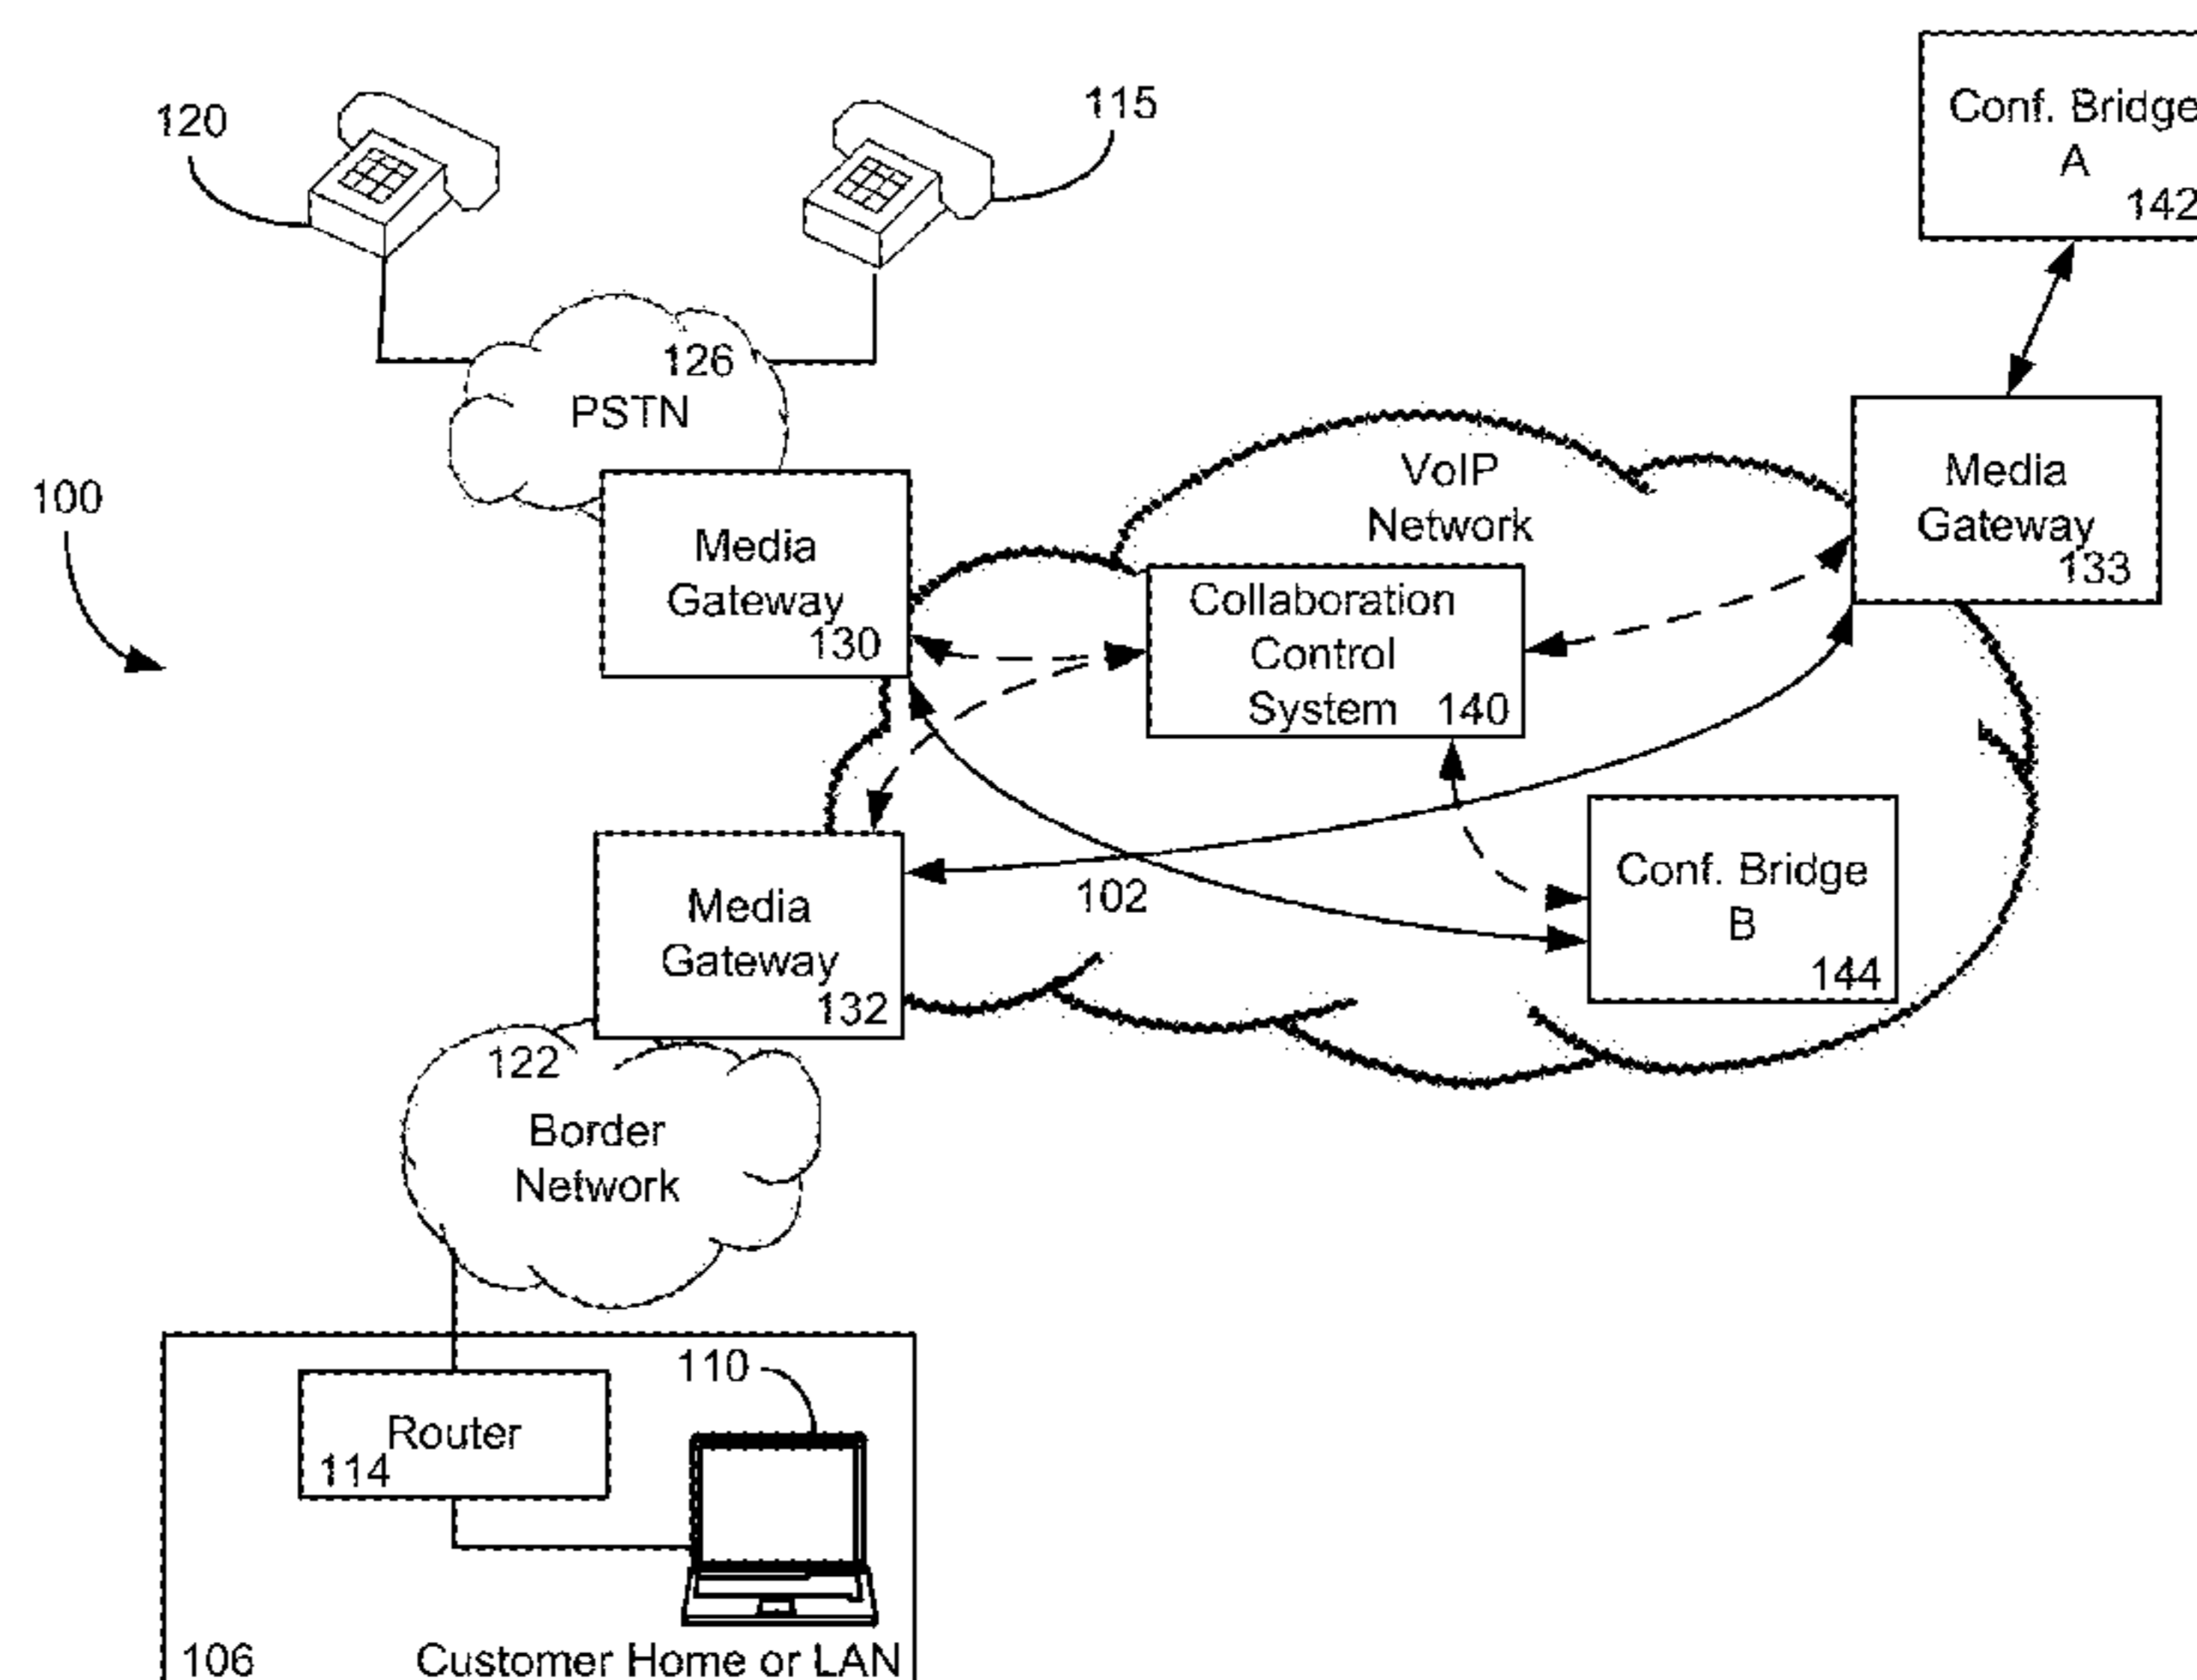 120
115
Conf. Bridge
A
142
126
PSTN
100
Media
Gateway
130
VoIP
Network
Media
Gateway
133
Collaboration
Control
System 140
102
Media
Gateway
132
Conf. Bridge
B
144
122
Border
Network
110
Router
114
106
Customer Home or LAN